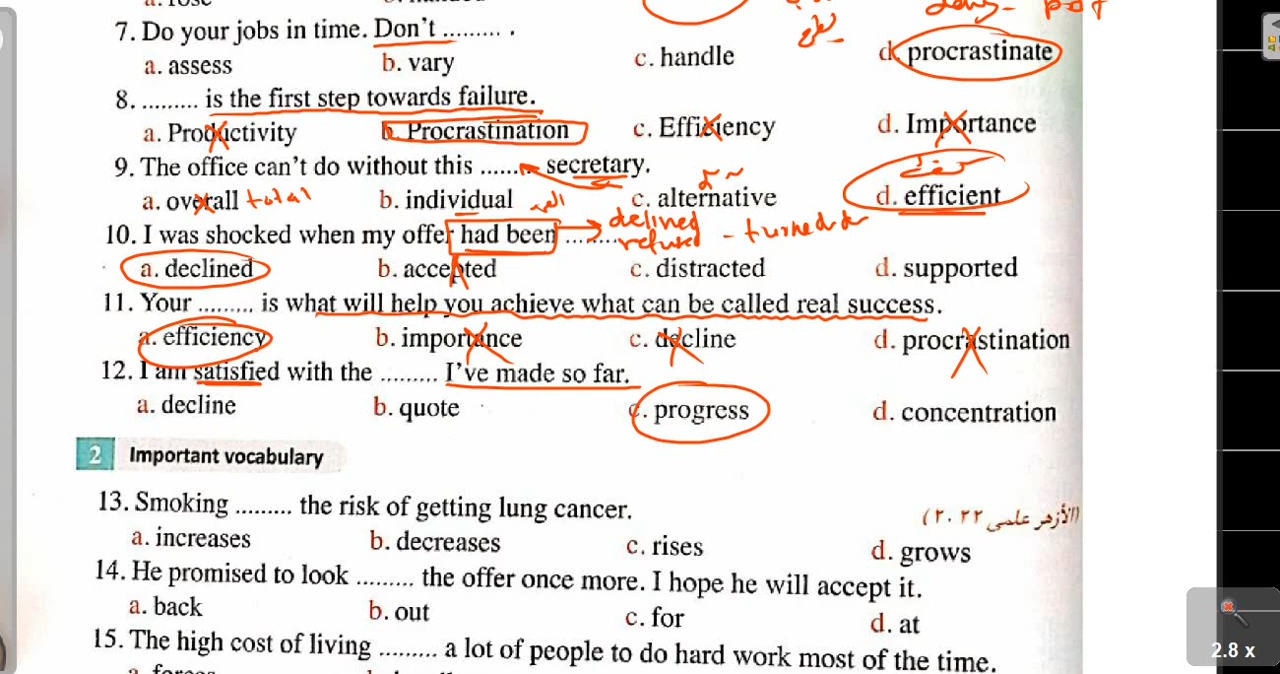 7. Do your jobs in time. Don't ......... .
a. assess b. vary c. handle d. procrastinate
8. ......... is the first step towards failure.
a. Productivity b. Procrastination c. Efficiency d. Importance
9. The office can't do without this ......... secretary.
a. overall total b. individual c. alternative d. efficient
10. I was shocked when my offer had been ......... delined refused - turned
a. declined b. accepted c. distracted d. supported
11. Your ......... is what will help you achieve what can be called real success.
a. efficiency b. importance c. decline d. procrastination
12. I am satisfied with the ......... I've made so far.
a. decline b. quote c. progress d. concentration
2 Important vocabulary
13. Smoking ......... the risk of getting lung cancer. (الأزهر علمى ٢٠٢٢)
a. increases b. decreases c. rises d. grows
14. He promised to look ......... the offer once more. I hope he will accept it.
a. back b. out c. for d. at
15. The high cost of living ......... a lot of people to do hard work most of the time.
2.8 x